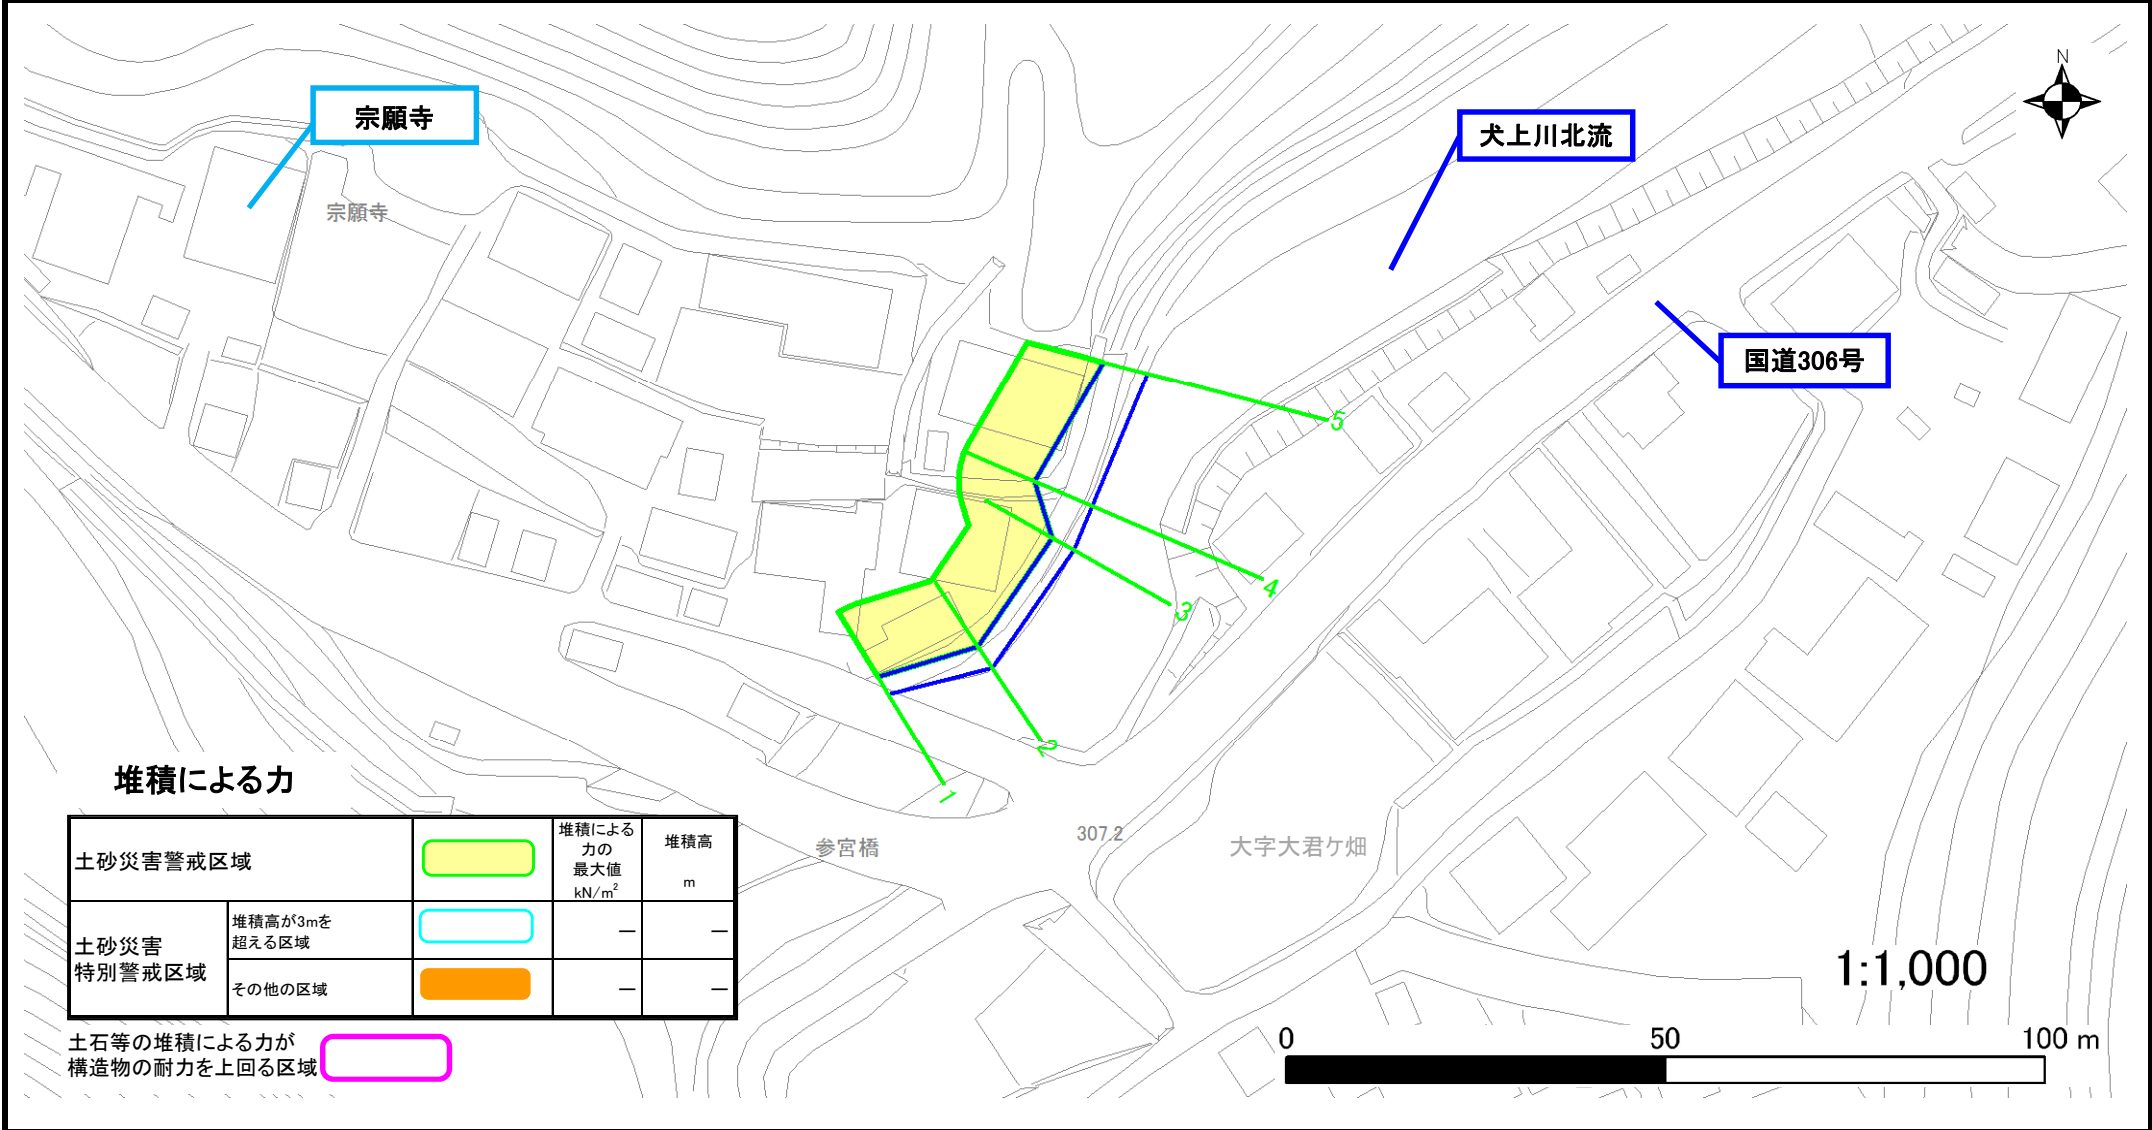 N
宗願寺
犬上川北流
宗願寺
国道306号
5
4
3
2
1
堆積による力
参宮橋
307.2
大字大君ケ畑
土砂災害警戒区域
堆積による
力の
最大値
kN/m²
堆積高
m
土砂災害
特別警戒区域
堆積高が3mを
超える区域
―
―
その他の区域
―
―
土石等の堆積による力が
構造物の耐力を上回る区域
1:1,000
0 50 100 m